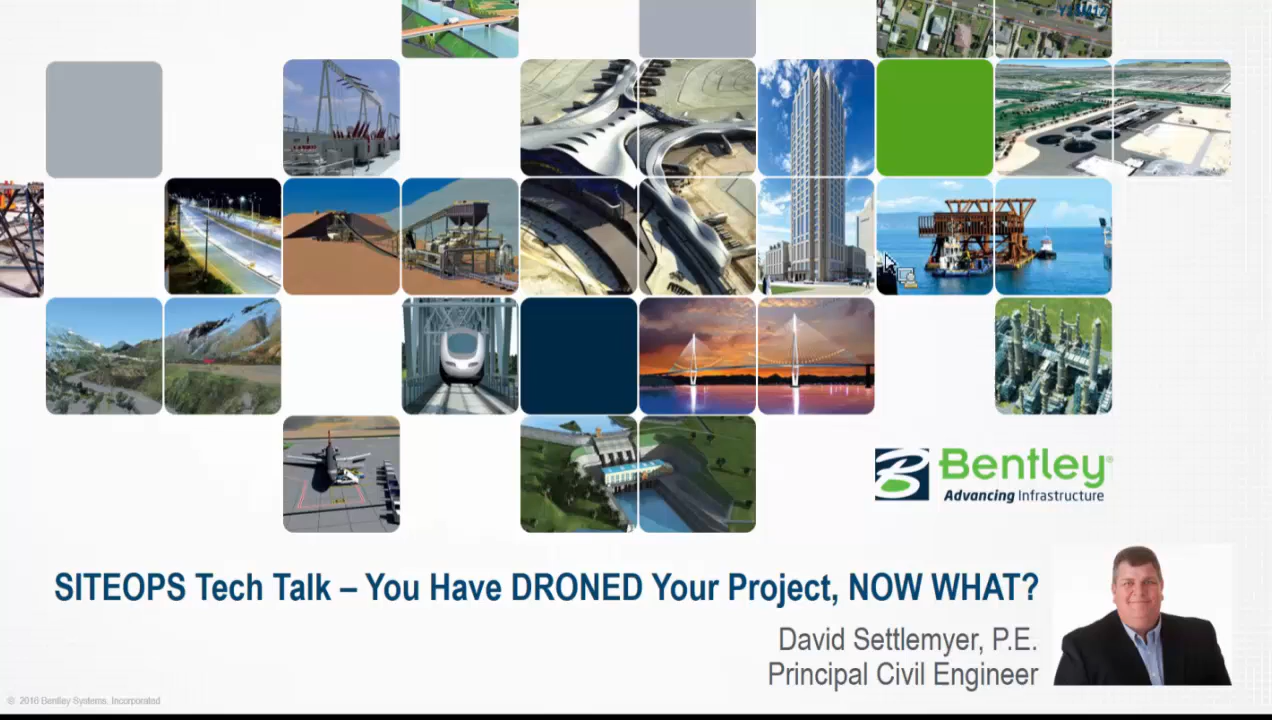 Bentley®
Advancing Infrastructure
SITEOPS Tech Talk – You Have DRONED Your Project, NOW WHAT?
David Settlemyer, P.E.
Principal Civil Engineer
© 2016 Bentley Systems, Incorporated